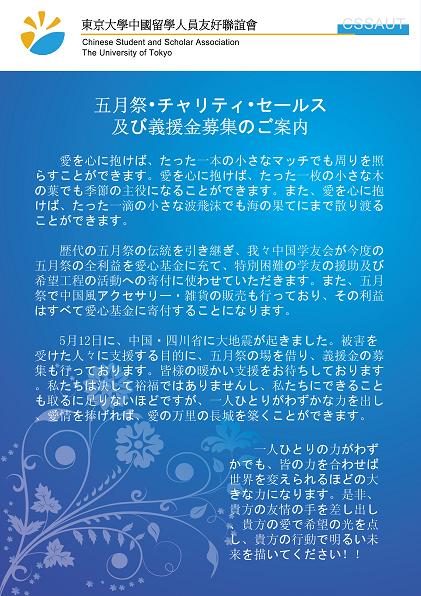 東京大學中國留學人員友好聯誼會
CSSAUT
Chinese Student and Scholar Association
The University of Tokyo
五月祭・チャリティ・セールス
及び義援金募集のご案内
愛を心に抱けば、たった一本の小さなマッチでも周りを照
らすことができます。愛を心に抱けば、たった一枚の小さな木
の葉でも季節の主役になることができます。また、愛を心に抱
けば、たった一滴の小さな波飛沫でも海の果てにまで散り渡る
ことができます。
歴代の五月祭の伝統を引き継ぎ、我々中国学友会が今度の
五月祭の全利益を愛心基金に充て、特別困難の学友の援助及び
希望工程の活動への寄付に使わせていただきます。また、五月
祭で中国風アクセサリー・雑貨の販売も行っており、その利益
はすべて愛心基金に寄付することになります。
5月12日に、中国・四川省に大地震が起きました。被害を
受けた人々に支援する目的に、五月祭の場を借り、義援金の募
集も行っております。皆様の暖かい支援をお待ちしております
。私たちは決して裕福ではありませんし、私たちにできること
も取るに足りないほどですが、一人ひとりがわずかな力を出し
、愛情を捧げれば、愛の万里の長城を築くことができます。
一人ひとりの力がわず
かでも、皆の力を合わせば
世界を変えられるほどの大
きな力になります。是非、
貴方の友情の手を差し出し
、貴方の愛で希望の光を点
し、貴方の行動で明るい未
来を描いてください！！